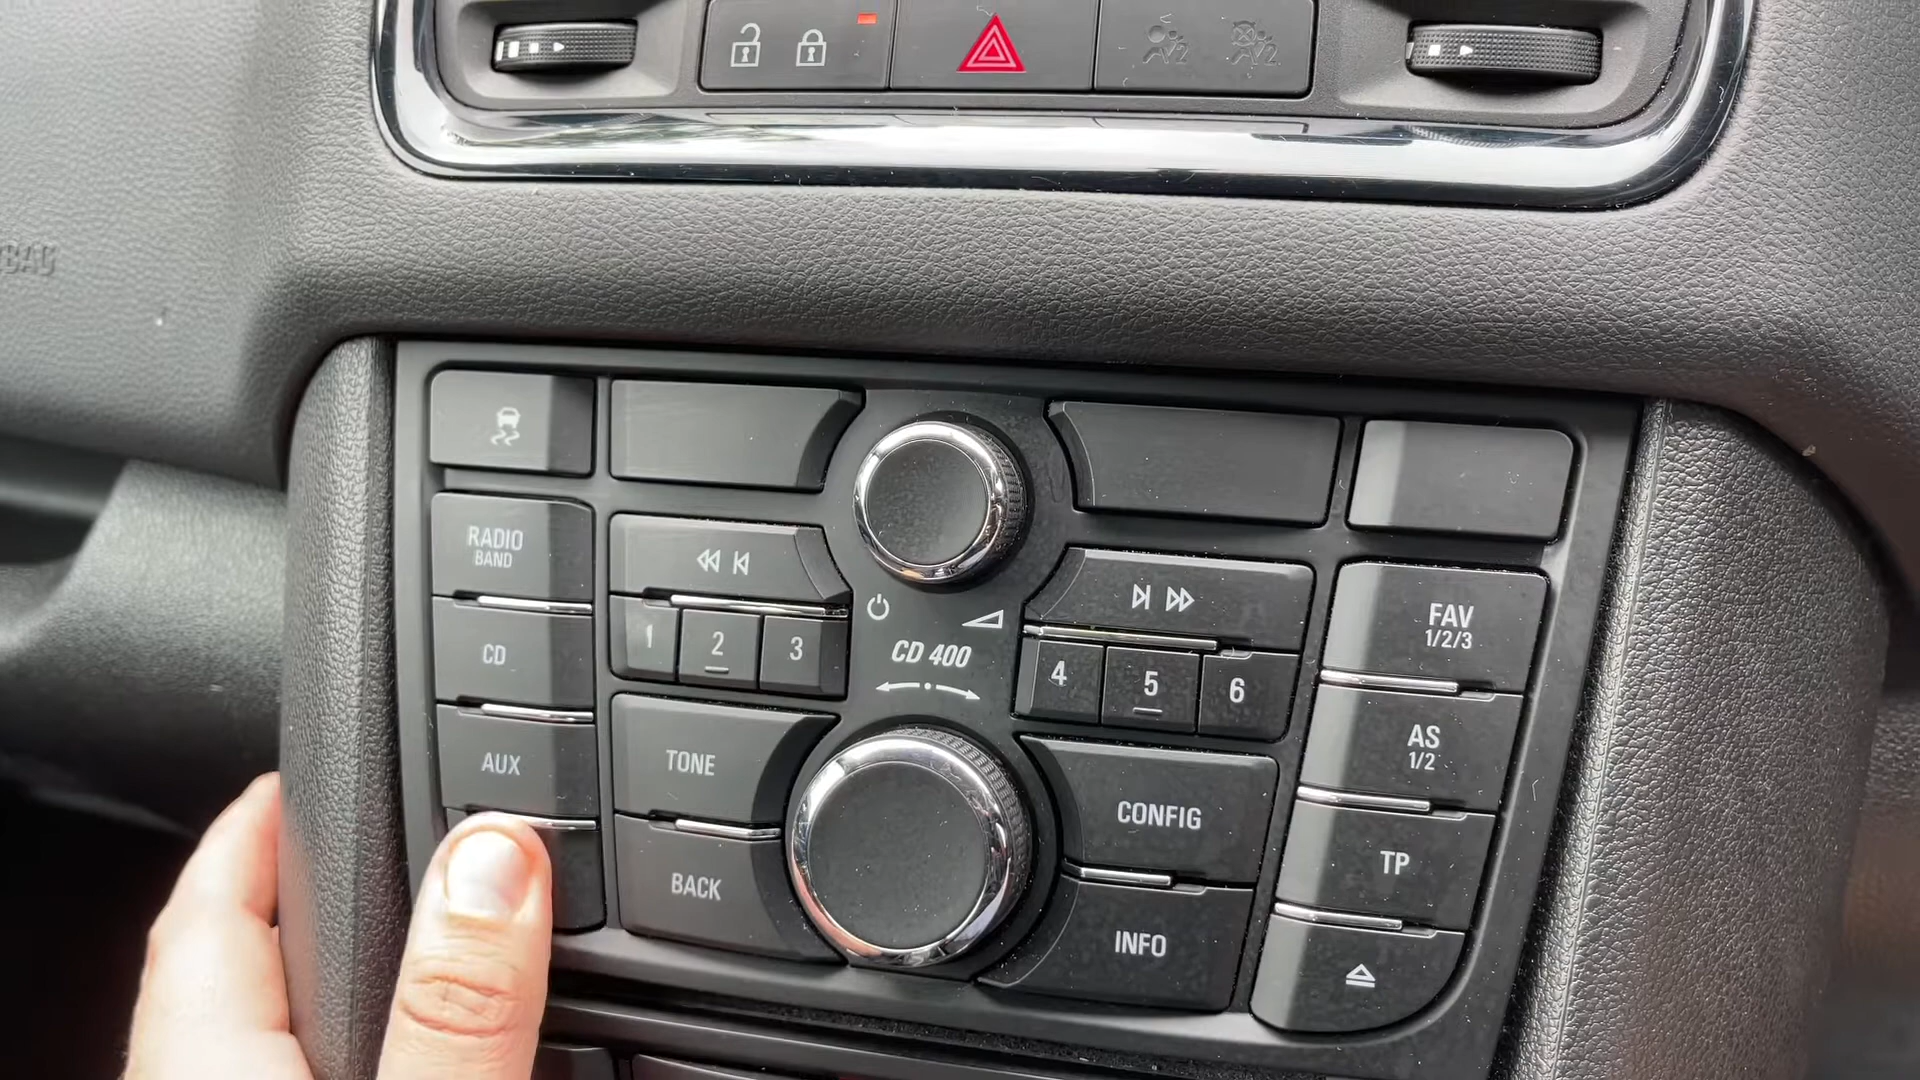 RADIO
BAND
CD
AUX
1
2
3
TONE
BACK
CD 400
4
5
6
CONFIG
INFO
FAV
1/2/3
AS
1/2
TP